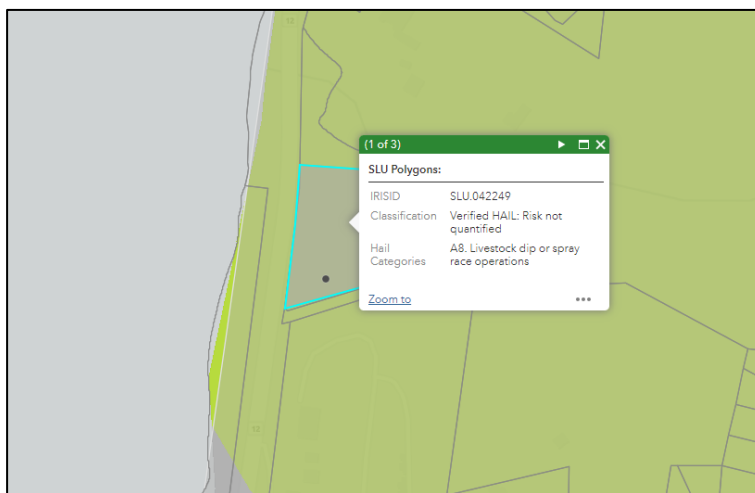 (1 of 3)
SLU Polygons:
IRISID SLU.042249
Classification Verified HAIL: Risk not
quantified
Hail A8. Livestock dip or spray
Categories race operations
Zoom to